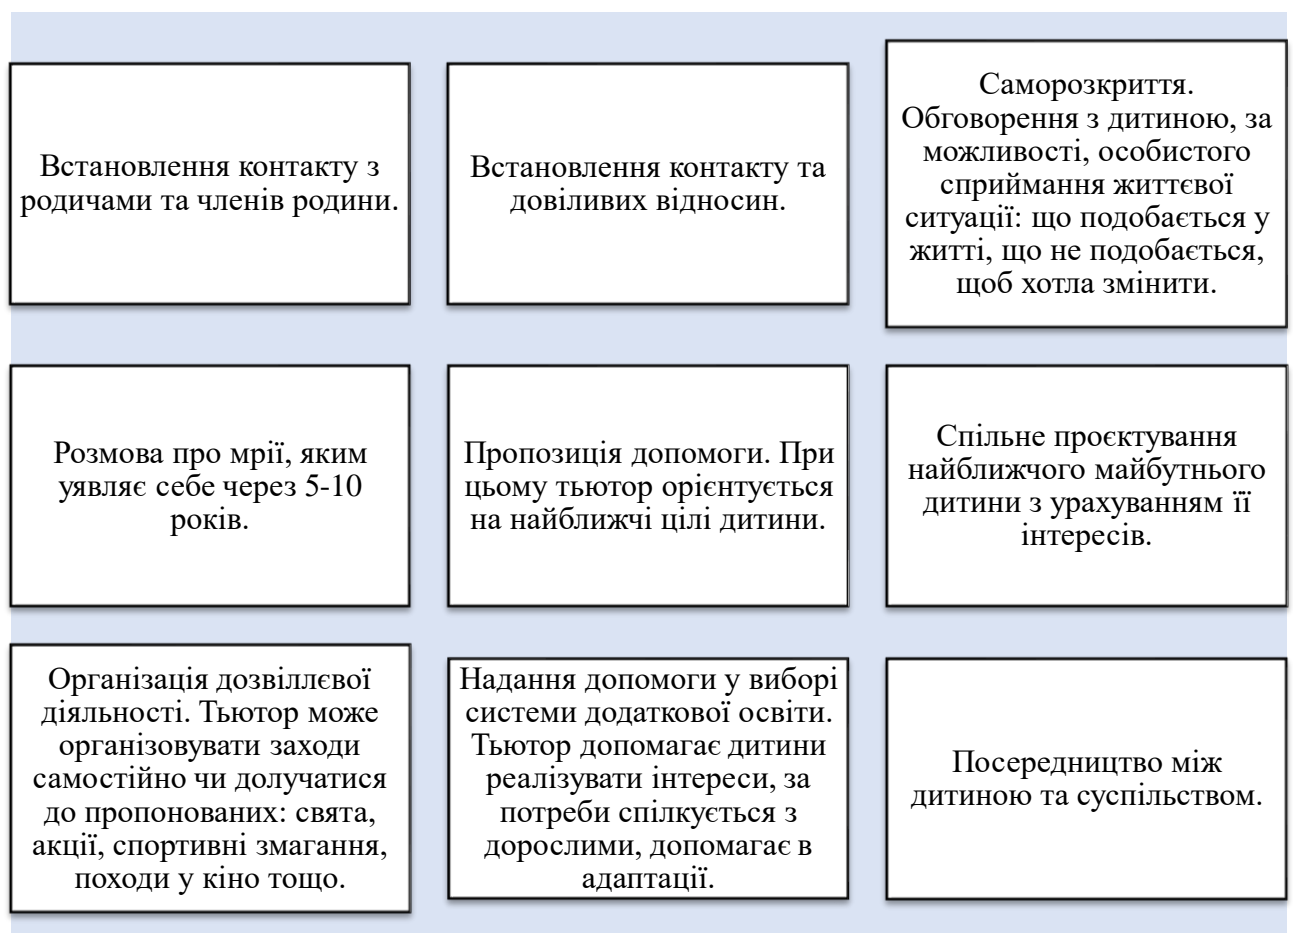 Встановлення контакту з
родичами та членів родини.
Встановлення контакту та
довіливих відносин.
Саморозкриття.
Обговорення з дитиною, за
можливості, особистого
сприймання життєвої
ситуації: що подобається у
житті, що не подобається,
щоб хотла змінити.
Розмова про мрії, яким
уявляє себе через 5-10
років.
Пропозиція допомоги. При
цьому тьютор орієнтується
на найближчі цілі дитини.
Спільне проєктування
найближчого майбутнього
дитини з урахуванням її
інтересів.
Організація дозвіллєвої
діяльності. Тьютор може
організовувати заходи
самостійно чи долучатися
до пропонованих: свята,
акції, спортивні змагання,
походи у кіно тощо.
Надання допомоги у виборі
системи додаткової освіти.
Тьютор допомагає дитини
реалізувати інтереси, за
потреби спілкується з
дорослими, допомагає в
адаптації.
Посередництво між
дитиною та суспільством.